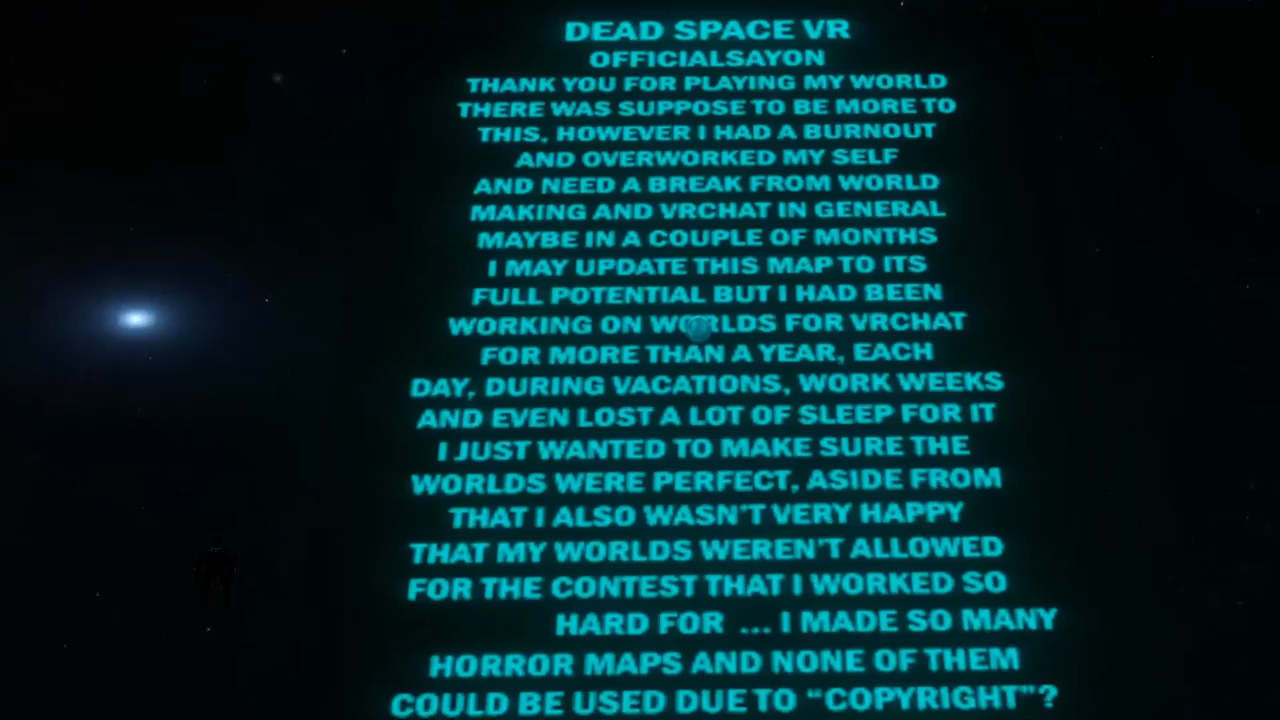 DEAD SPACE VR
OFFICIALSAYON
THANK YOU FOR PLAYING MY WORLD
THERE WAS SUPPOSE TO BE MORE TO
THIS, HOWEVER I HAD A BURNOUT
AND OVERWORKED MY SELF
AND NEED A BREAK FROM WORLD
MAKING AND VRCHAT IN GENERAL
MAYBE IN A COUPLE OF MONTHS
I MAY UPDATE THIS MAP TO ITS
FULL POTENTIAL BUT I HAD BEEN
WORKING ON WORLDS FOR VRCHAT
FOR MORE THAN A YEAR, EACH
DAY, DURING VACATIONS, WORK WEEKS
AND EVEN LOST A LOT OF SLEEP FOR IT
I JUST WANTED TO MAKE SURE THE
WORLDS WERE PERFECT, ASIDE FROM
THAT I ALSO WASN'T VERY HAPPY
THAT MY WORLDS WEREN'T ALLOWED
FOR THE CONTEST THAT I WORKED SO
HARD FOR ... I MADE SO MANY
HORROR MAPS AND NONE OF THEM
COULD BE USED DUE TO “COPYRIGHT”?